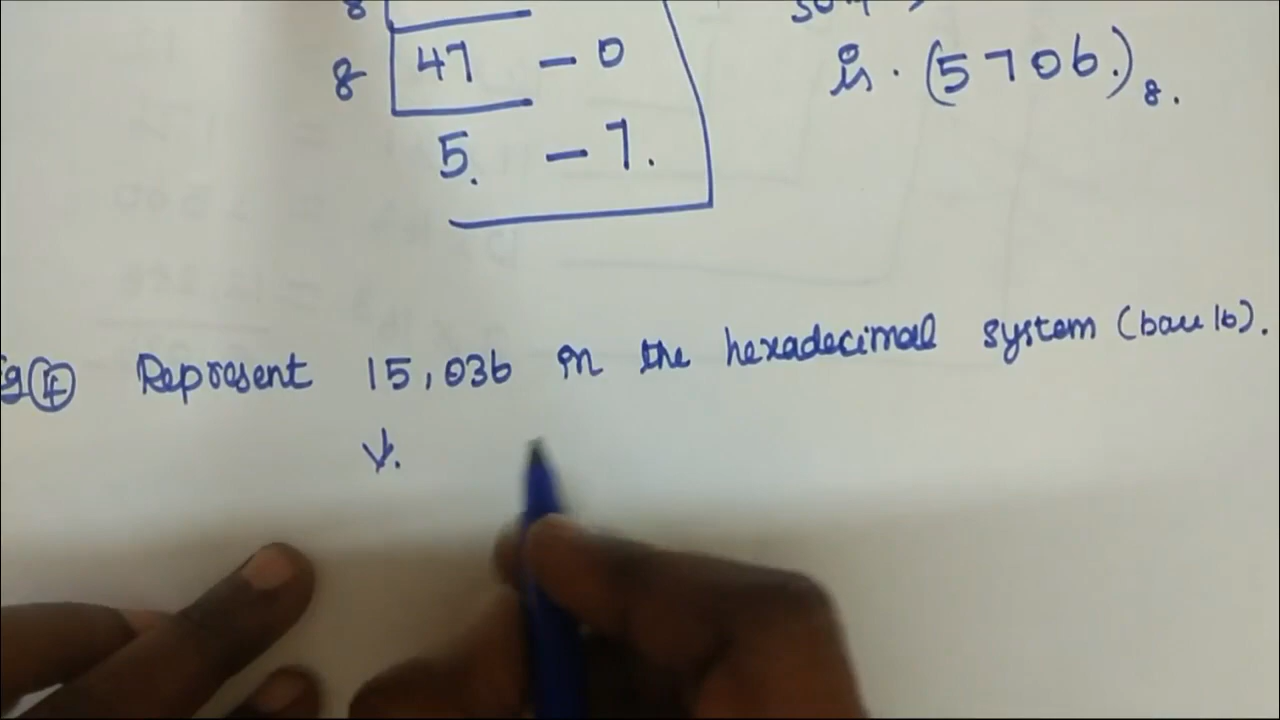 8
8 47 - 0
is. (5706.)8.
5. - 7.
Eg ④ Represent 15,036 in the hexadecimal system (base 16).